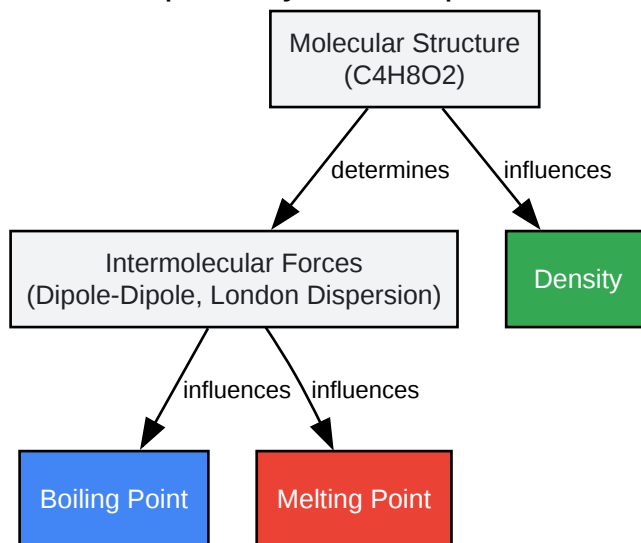 Molecular Structure
(C4H8O2)
determines
influences
Intermolecular Forces
(Dipole-Dipole, London Dispersion)
Density
influences
influences
Boiling Point
Melting Point